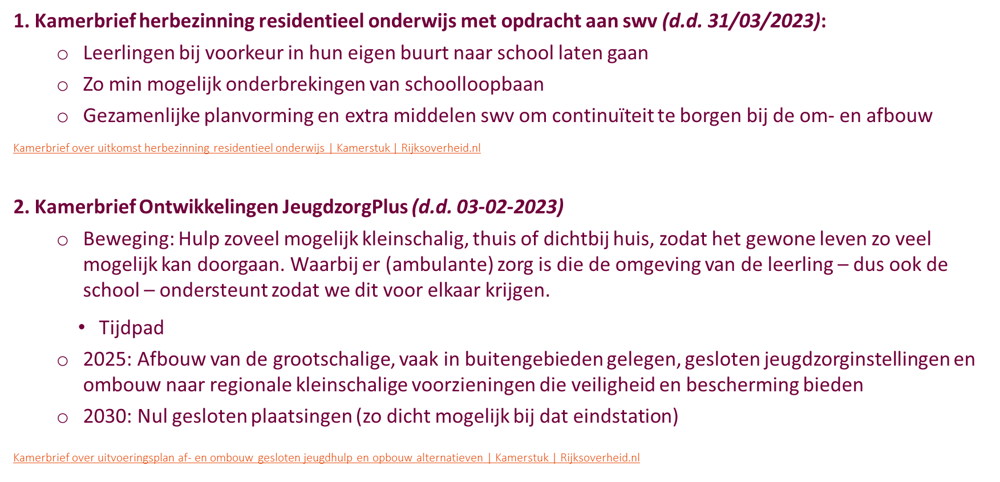 1. Kamerbrief herbezinning residentieel onderwijs met opdracht aan swv (d.d. 31/03/2023):
o Leerlingen bij voorkeur in hun eigen buurt naar school laten gaan
o Zo min mogelijk onderbrekingen van schoolloopbaan
o Gezamenlijke planvorming en extra middelen swv om continuïteit te borgen bij de om- en afbouw
Kamerbrief over uitkomst herbezinning residentieel onderwijs | Kamerstuk | Rijksoverheid.nl
2. Kamerbrief Ontwikkelingen JeugdzorgPlus (d.d. 03-02-2023)
o Beweging: Hulp zoveel mogelijk kleinschalig, thuis of dichtbij huis, zodat het gewone leven zo veel
mogelijk kan doorgaan. Waarbij er (ambulante) zorg is die de omgeving van de leerling – dus ook de
school – ondersteunt zodat we dit voor elkaar krijgen.
• Tijdpad
o 2025: Afbouw van de grootschalige, vaak in buitengebieden gelegen, gesloten jeugdzorginstellingen en
ombouw naar regionale kleinschalige voorzieningen die veiligheid en bescherming bieden
o 2030: Nul gesloten plaatsingen (zo dicht mogelijk bij dat eindstation)
Kamerbrief over uitvoeringsplan af- en ombouw gesloten jeugdhulp en opbouw alternatieven | Kamerstuk | Rijksoverheid.nl